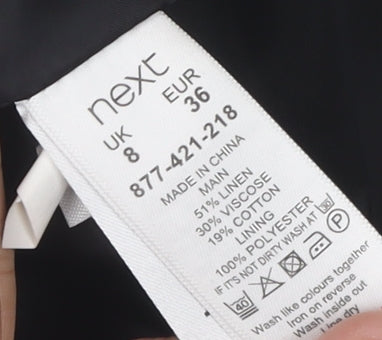 next
UK EUR
8 36
877-421-218
MADE IN CHINA
MAIN
51% LINEN
30% VISCOSE
19% COTTON
LINING
100% POLYESTER
IF IT'S NOT DIRTY WASH AT 30
40 P
Wash like colours together
Iron on reverse
Wash inside out
Line dry